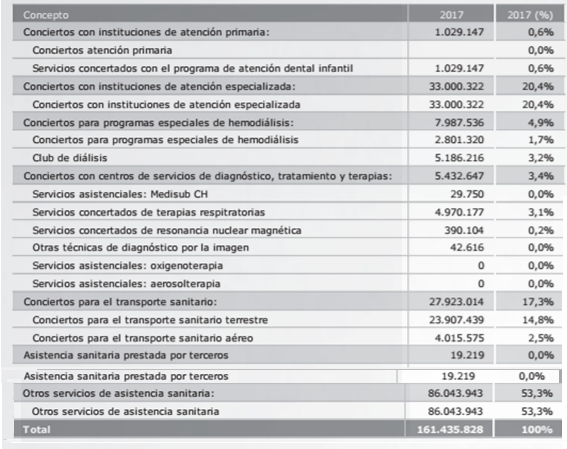 Concepto 2017 2017 (%)
Conciertos con instituciones de atención primaria: 1.029.147 0,6%
Conciertos atención primaria 0,0%
Servicios concertados con el programa de atención dental infantil 1.029.147 0,6%
Conciertos con instituciones de atención especializada: 33.000.322 20,4%
Conciertos con instituciones de atención especializada 33.000.322 20,4%
Conciertos para programas especiales de hemodiálisis: 7.987.536 4,9%
Conciertos para programas especiales de hemodiálisis 2.801.320 1,7%
Club de diálisis 5.186.216 3,2%
Conciertos con centros de servicios de diagnóstico, tratamiento y terapias: 5.432.647 3,4%
Servicios asistenciales: Medisub CH 29.750 0,0%
Servicios concertados de terapias respitratorias 4.970.177 3,1%
Servicios concertados de resonancia nuclear magnética 390.104 0,2%
Otras técnicas de diagnóstico por la imagen 42.616 0,0%
Servicios asistenciales: oxigenoterapia 0 0,0%
Servicios asistenciales: aerosolterapia 0 0,0%
Conciertos para el transporte sanitario: 27.923.014 17,3%
Conciertos para el transporte sanitario terrestre 23.907.439 14,8%
Conciertos para el transporte sanitario aéreo 4.015.575 2,5%
Asistencia sanitaria prestada por terceros 19.219 0,0%
Asistencia sanitaria prestada por terceros 19.219 0,0%
Otros servicios de asistencia sanitaria: 86.043.943 53,3%
Otros servicios de asistencia sanitaria 86.043.943 53,3%
Total 161.435.828 100%